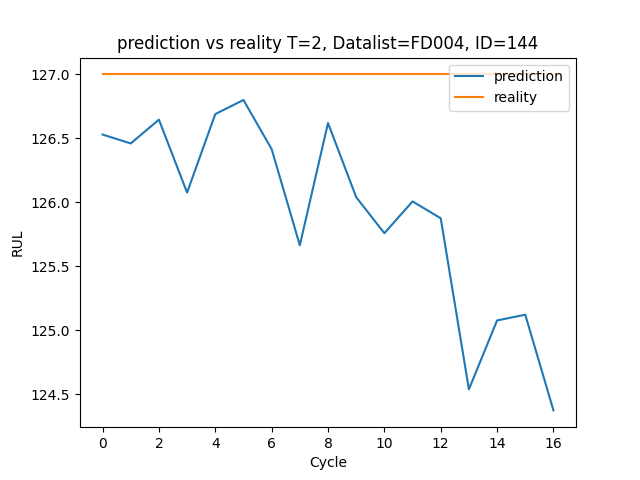 prediction vs reality T=2, Datalist=FD004, ID=144
127.0
126.5
126.0
125.5
125.0
124.5
RUL
prediction
reality
0 2 4 6 8 10 12 14 16
Cycle